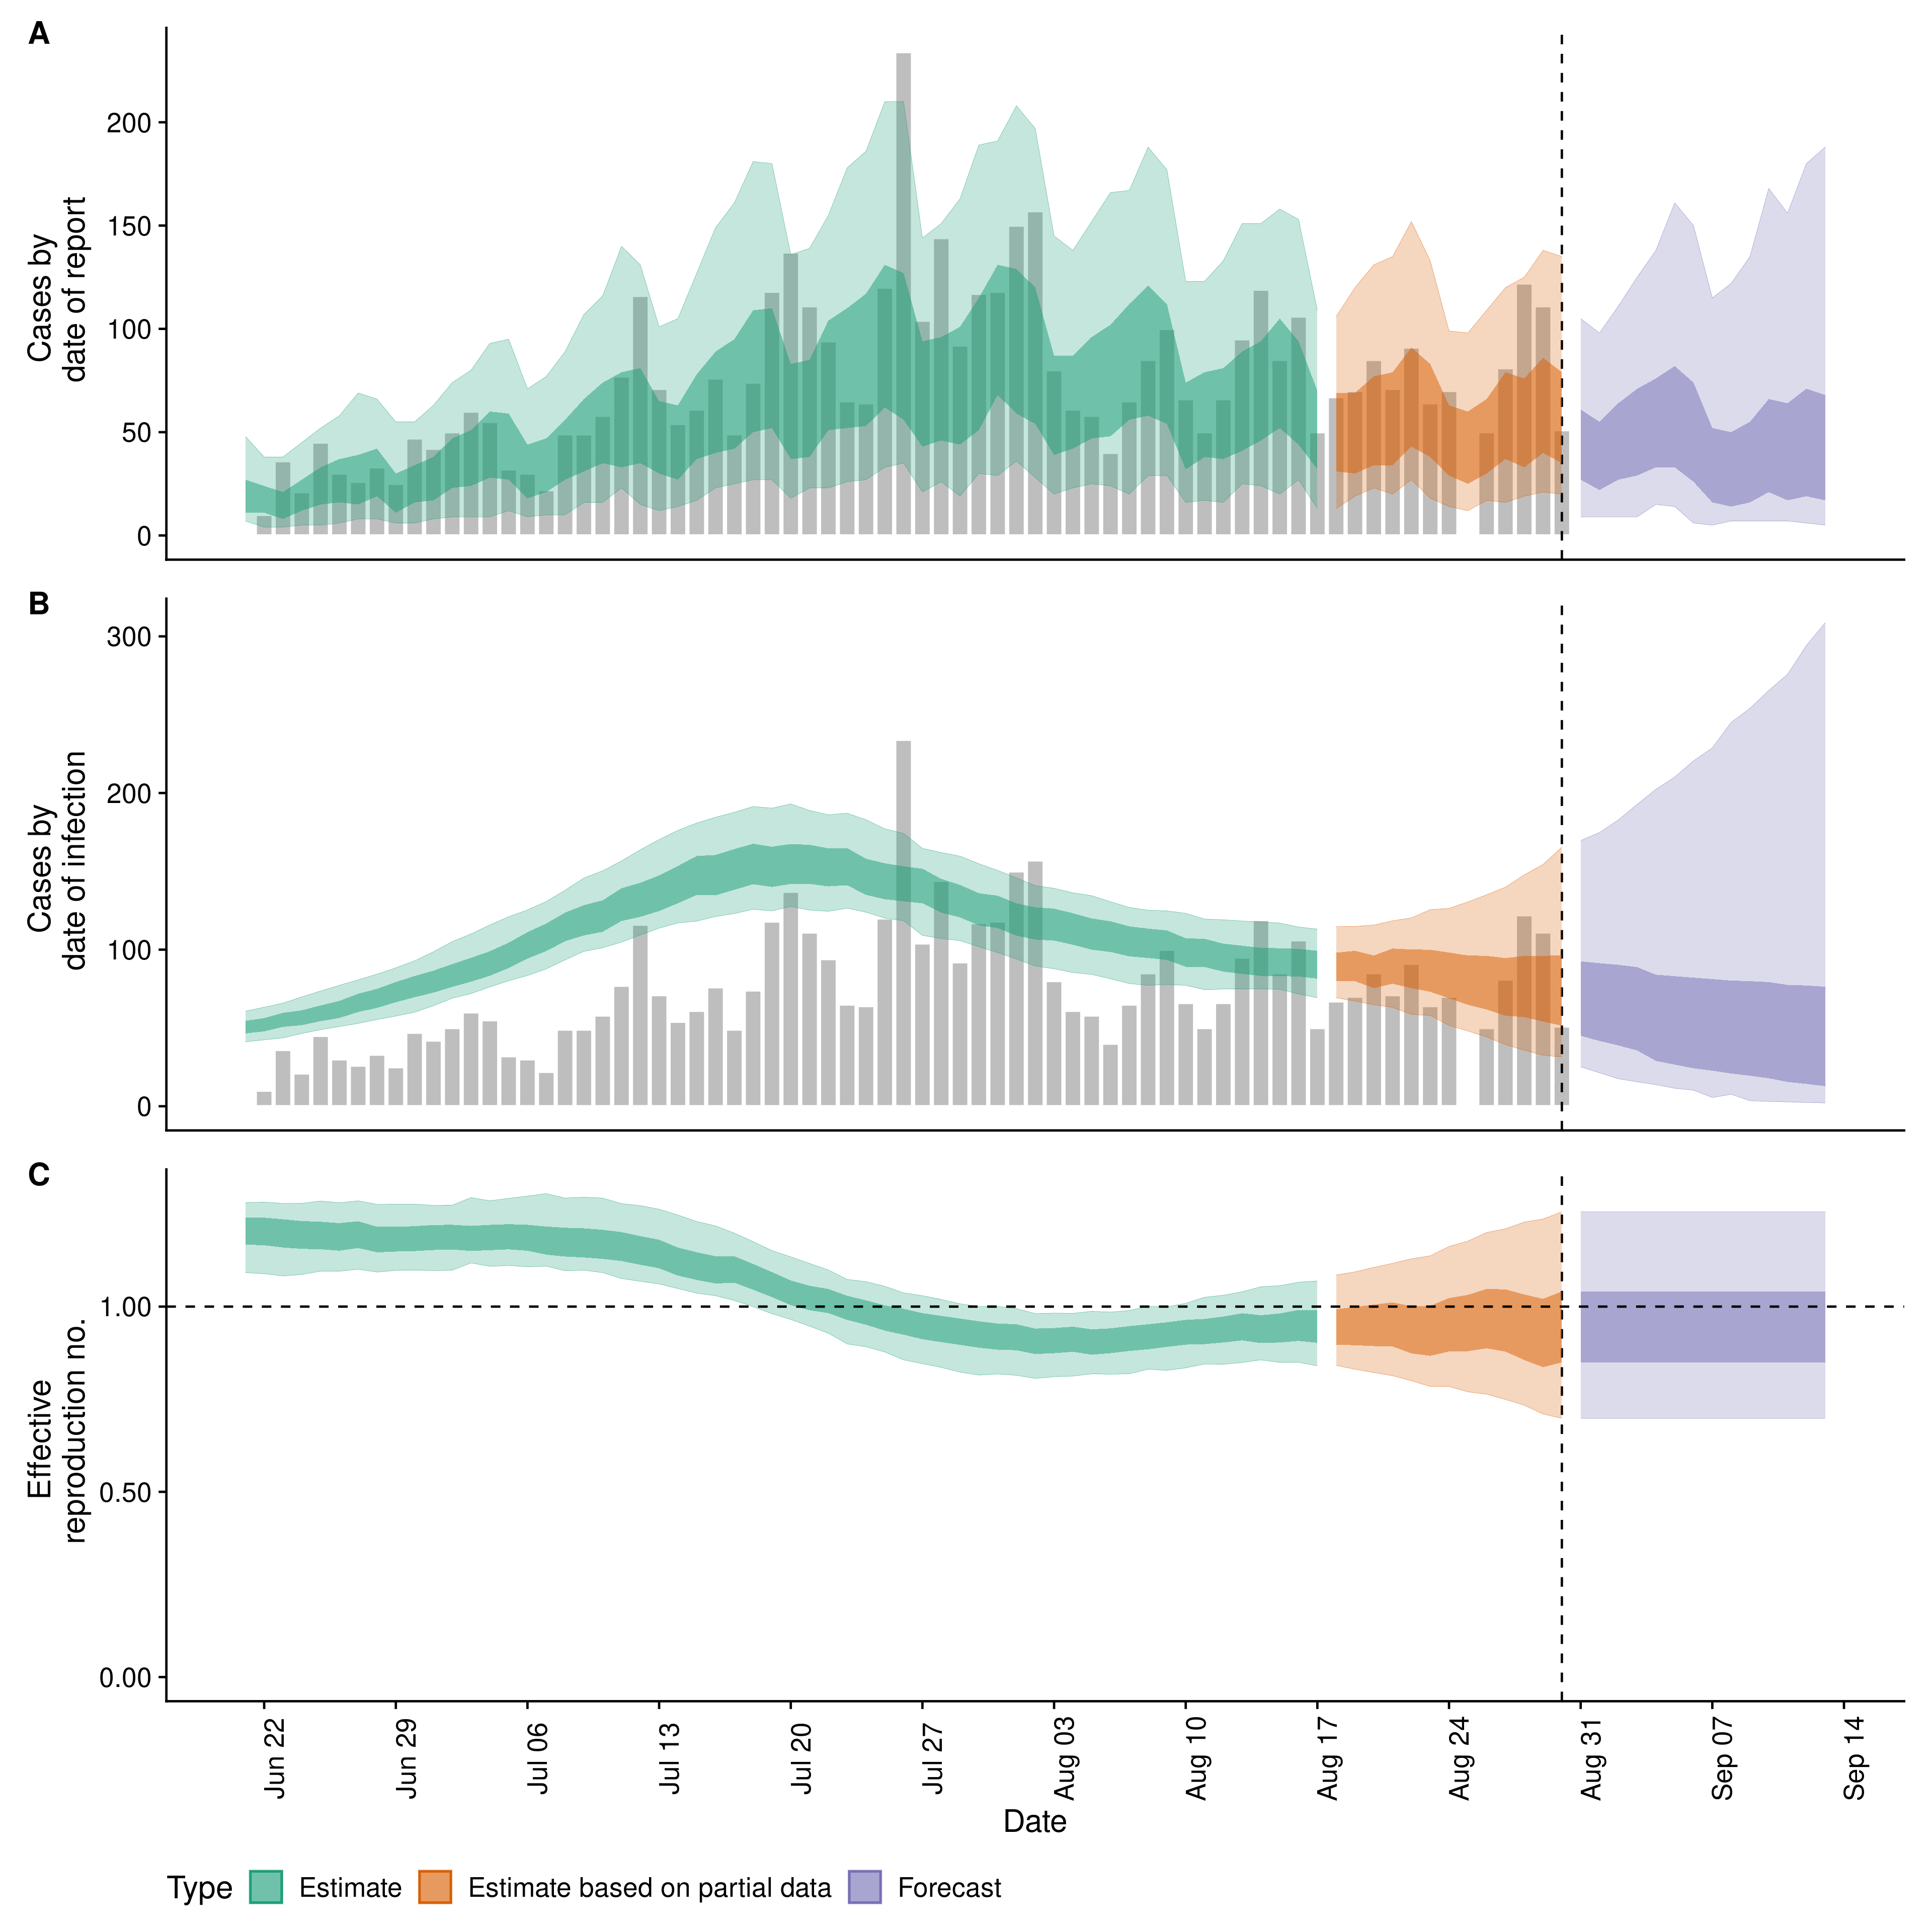 A
Cases by
date of report
200
150
100
50
0
B
Cases by
date of infection
300
200
100
0
C
Effective
reproduction no.
1.00
0.50
0.00
Jun 22
Jun 29
Jul 06
Jul 13
Jul 20
Jul 27
Aug 03
Aug 10
Aug 17
Aug 24
Aug 31
Sep 07
Sep 14
Date
Type Estimate Estimate based on partial data Forecast